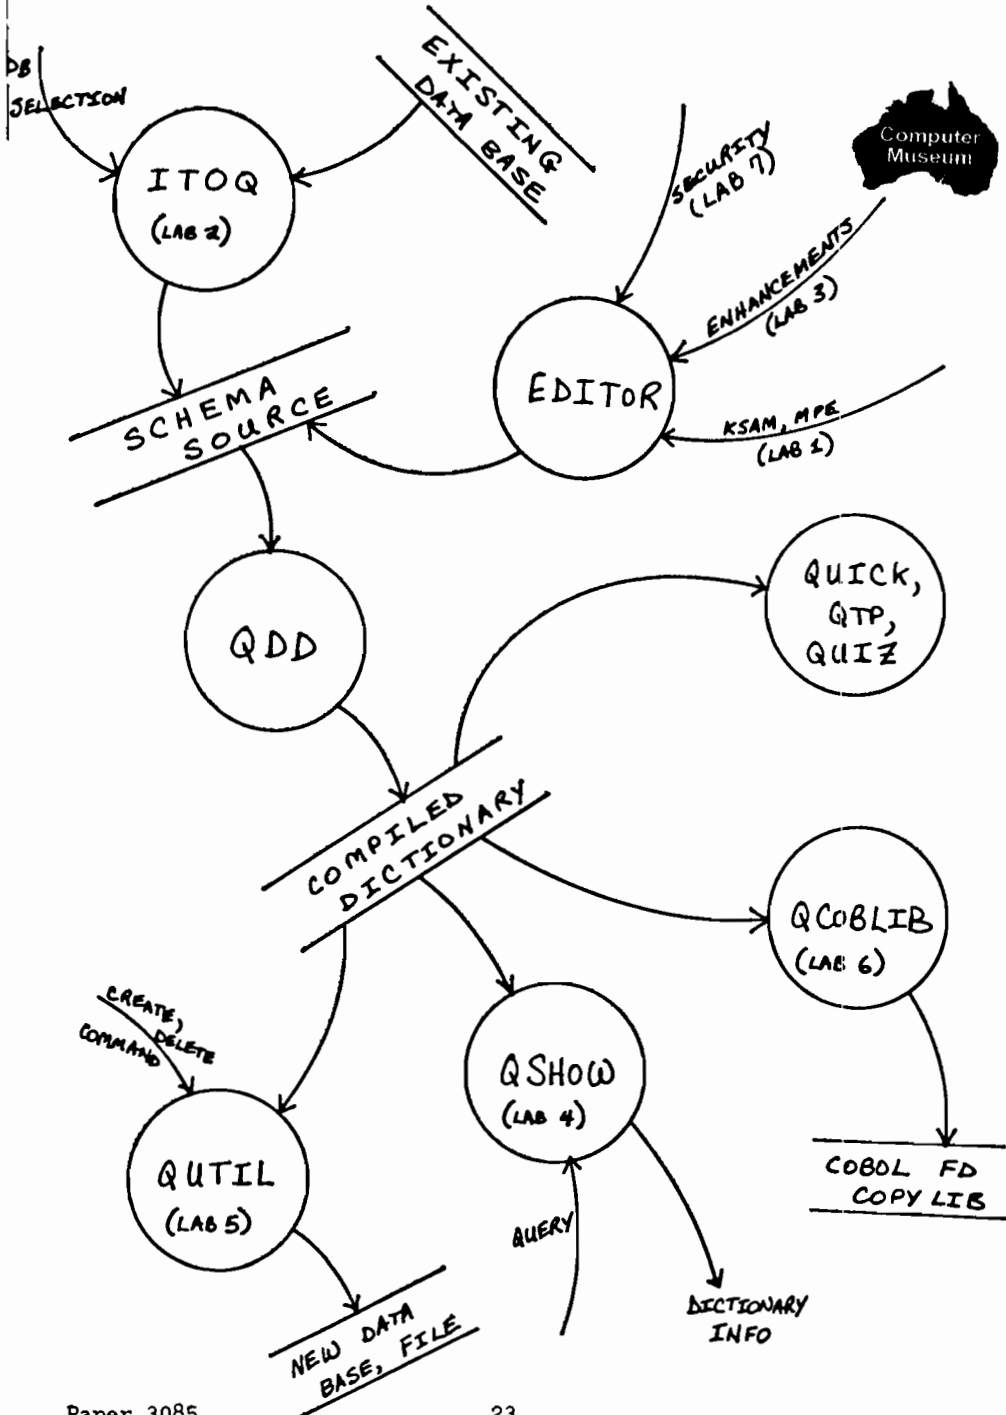 DB
SELECTION
EXISTING
DATA BASE
ITOQ
(LAB 2)
SECURITY
(LAB 7)
Computer
Museum
ENHANCEMENTS
(LAB 3)
EDITOR
KSAM, MPE
(LAB 1)
SCHEMA
SOURCE
QDD
QUICK,
QTP,
QUIZ
COMPILED
DICTIONARY
QCOBLIB
(LAB 6)
CREATE,
DELETE
COMMAND
QSHOW
(LAB 4)
QUTIL
(LAB 5)
QUERY
COBOL FD
COPY LIB
DICTIONARY
INFO
NEW DATA
BASE, FILE
Paper 3085
23